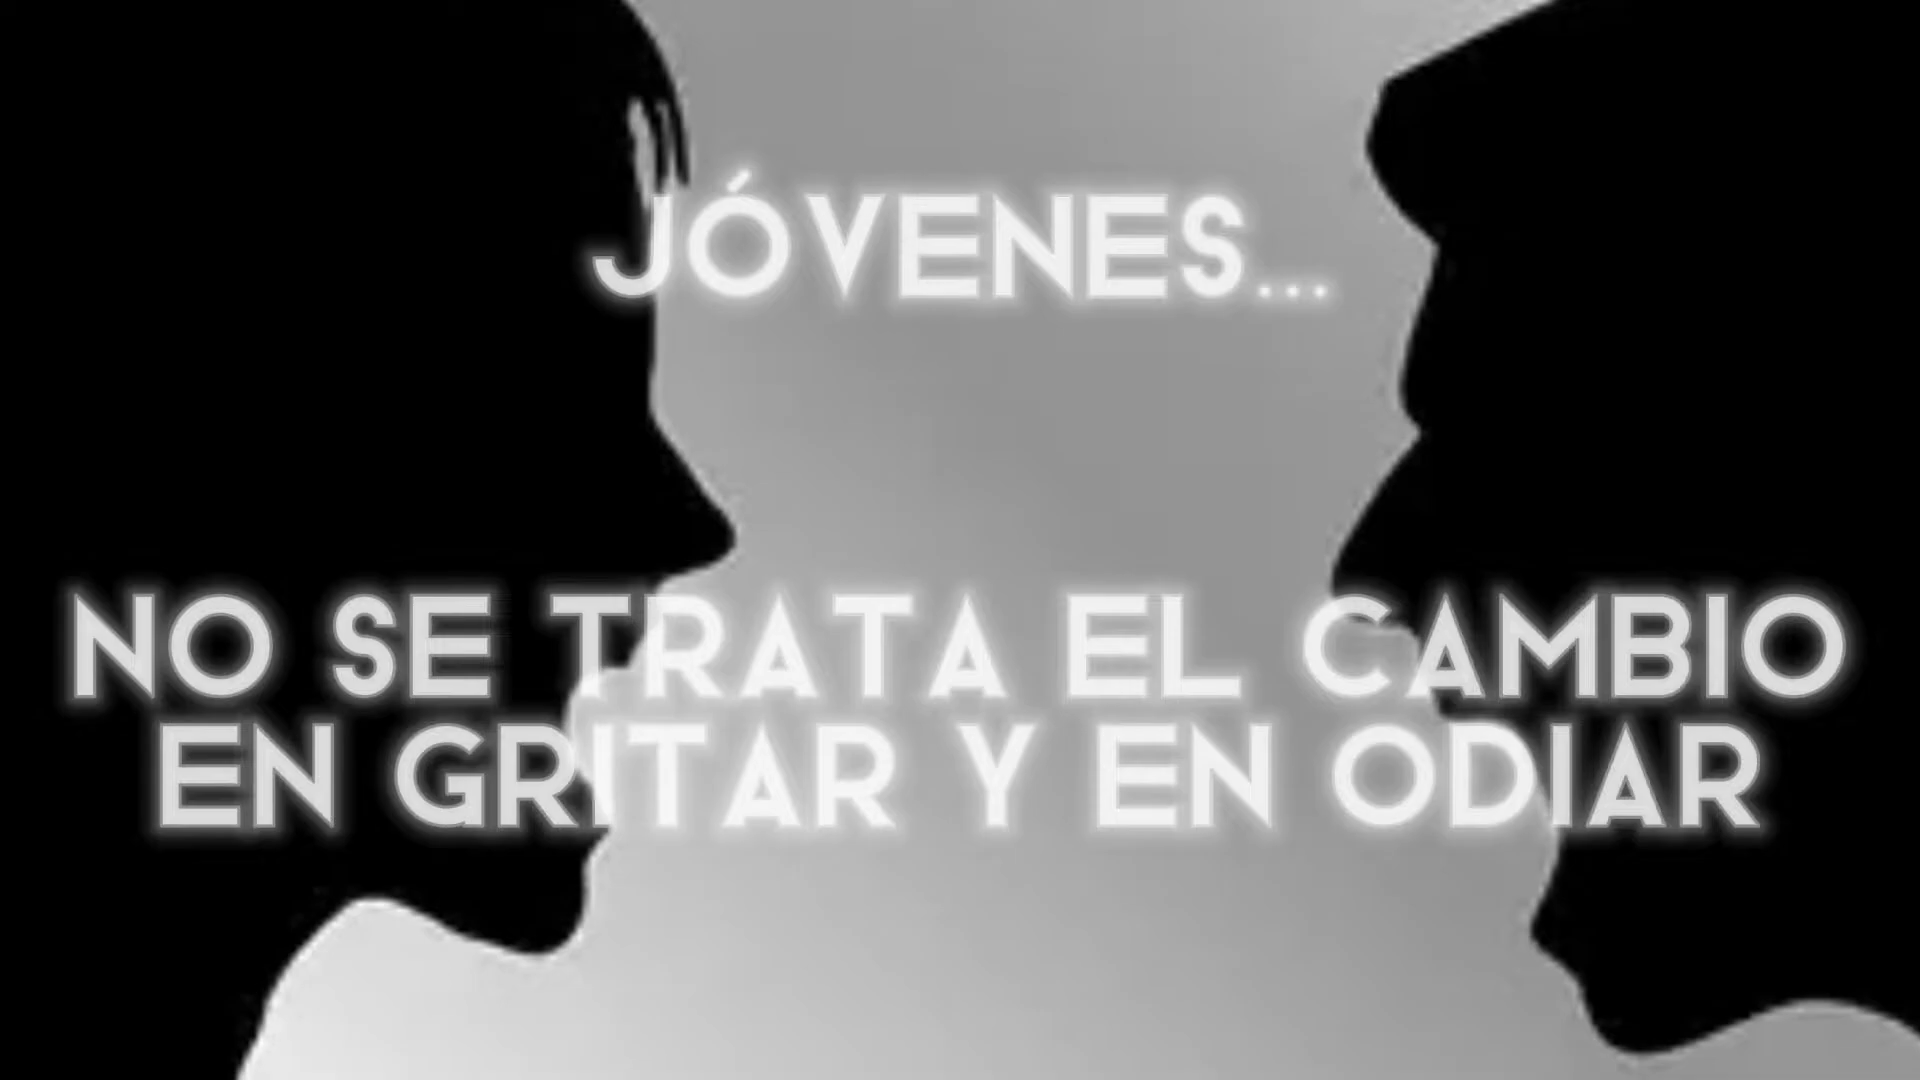 JÓVENES...
NO SE TRATA EL CAMBIO
EN GRITAR Y EN ODIAR